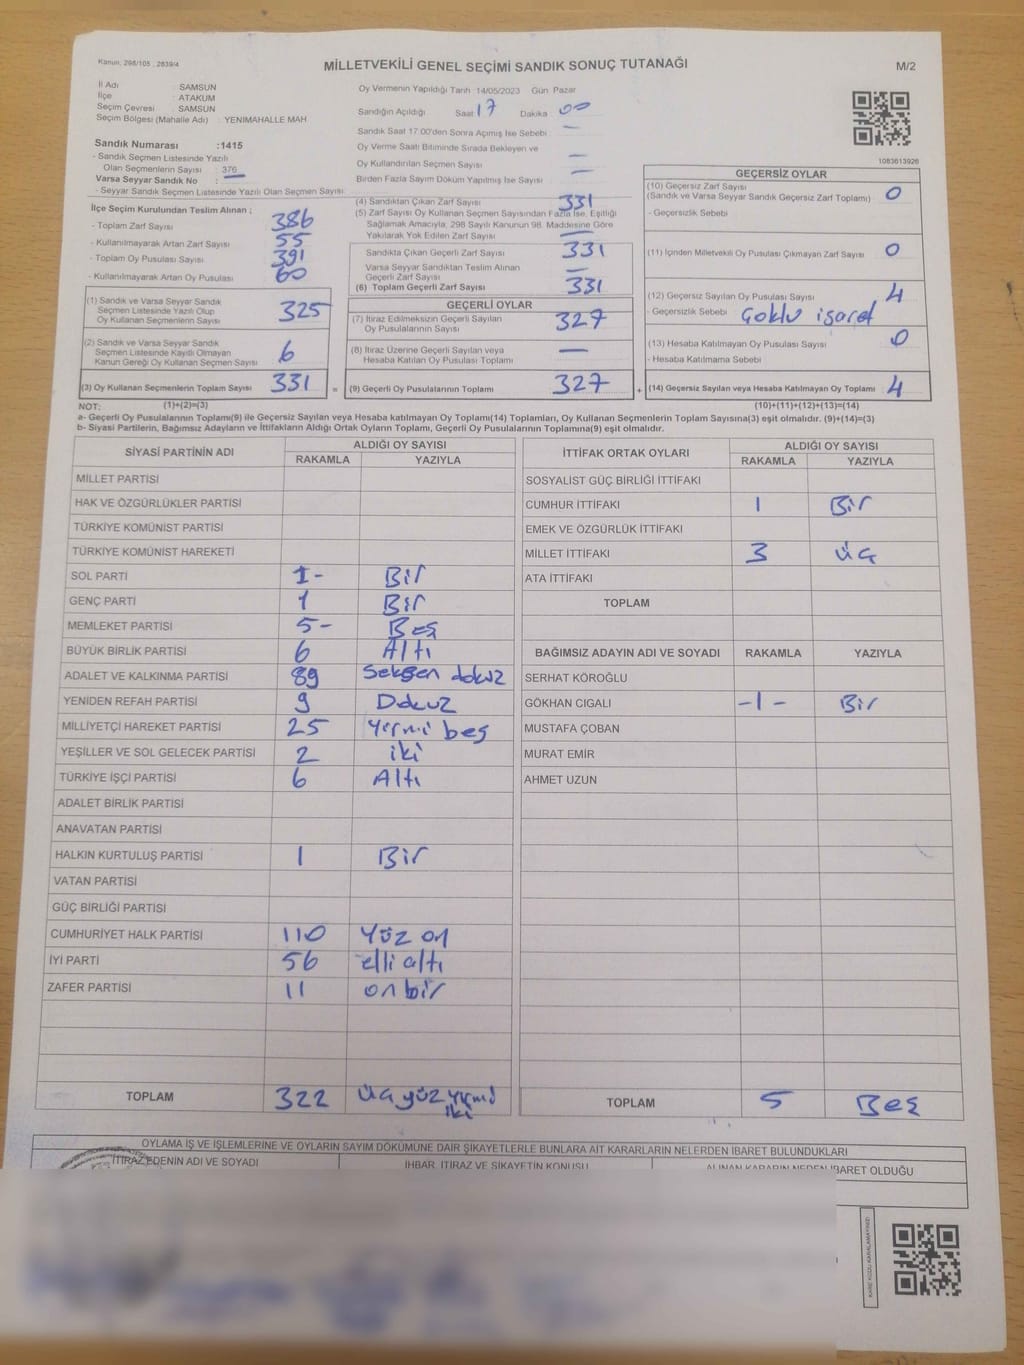 Kanun, 298/105 , 2839/4
MİLLETVEKİLİ GENEL SEÇİMİ SANDIK SONUÇ TUTANAĞI
M/2
İl Adı : SAMSUN
İlçe : ATAKUM
Seçim Çevresi : SAMSUN
Seçim Bölgesi (Mahalle Adı) : YENIMAHALLE MAH
Sandık Numarası :1415
- Sandık Seçmen Listesinde Yazılı
Olan Seçmenlerin Sayısı : 376
Varsa Seyyar Sandık No :
- Seyyar Sandık Seçmen Listesinde Yazılı Olan Seçmen Sayısı:
Oy Vermenin Yapıldığı Tarih 14/05/2023 Gün Pazar
Sandığın Açıldığı Saat 17 Dakika 00
Sandık Saat 17.00'den Sonra Açımış İse Sebebi —
Oy Verme Saati Bitiminde Sırada Bekleyen ve
Oy Kullandırılan Seçmen Sayısı —
Birden Fazla Sayım Döküm Yapılmış İse Sayısı —
1083613926
İlçe Seçim Kurulundan Teslim Alınan ;
- Toplam Zarf Sayısı 386
- Kullanılmayarak Artan Zarf Sayısı 55
- Toplam Oy Pusulası Sayısı 391
- Kullanılmayarak Artan Oy Pusulası 60
(1) Sandık ve Varsa Seyyar Sandık
Seçmen Listesinde Yazılı Olup
Oy Kullanan Seçmenlerin Sayısı 325
(2) Sandık ve Varsa Seyyar Sandık
Seçmen Listesinde Kayıtlı Olmayan
Kanun Gereği Oy Kullanan Seçmen Sayısı 6
(3) Oy Kullanan Seçmenlerin Toplam Sayısı 331 =
(4) Sandıktan Çıkan Zarf Sayısı 331
(5) Zarf Sayısı Oy Kullanan Seçmen Sayısından Fazla İse, Eşitliği
Sağlamak Amacıyla, 298 Sayılı Kanunun 98. Maddesine Göre
Yakılarak Yok Edilen Zarf Sayısı —
Sandıkta Çıkan Geçerli Zarf Sayısı 331
Varsa Seyyar Sandıktan Teslim Alınan
Geçerli Zarf Sayısı —
(6) Toplam Geçerli Zarf Sayısı 331
GEÇERLİ OYLAR
(7) İtiraz Edilmeksizin Geçerli Sayılan
Oy Pusulalarının Sayısı 327
(8) İtiraz Üzerine Geçerli Sayılan veya
Hesaba Katılan Oy Pusulası Toplamı —
(9) Geçerli Oy Pusulalarının Toplamı 327 +
GEÇERSİZ OYLAR
(10) Geçersiz Zarf Sayısı
(Sandık ve Varsa Seyyar Sandık Geçersiz Zarf Toplamı) 0
- Geçersizlik Sebebi
(11) İçinden Milletvekili Oy Pusulası Çıkmayan Zarf Sayısı 0
(12) Geçersiz Sayılan Oy Pusulası Sayısı 4
- Geçersizlik Sebebi Çoklu işaret
(13) Hesaba Katılmayan Oy Pusulası Sayısı 0
- Hesaba Katılmama Sebebi
(14) Geçersiz Sayılan veya Hesaba Katılmayan Oy Toplamı 4
NOT: (1)+(2)=(3) (10)+(11)+(12)+(13)=(14)
a- Geçerli Oy Pusulalarının Toplamı(9) ile Geçersiz Sayılan veya Hesaba katılmayan Oy Toplamı(14) Toplamları, Oy Kullanan Seçmenlerin Toplam Sayısına(3) eşit olmalıdır. (9)+(14)=(3)
b- Siyasi Partilerin, Bağımsız Adayların ve İttifakların Aldığı Ortak Oyların Toplamı, Geçerli Oy Pusulalarının Toplamına(9) eşit olmalıdır.
SİYASİ PARTİNİN ADI ALDIĞI OY SAYISI
RAKAMLA YAZIYLA
MİLLET PARTİSİ
HAK VE ÖZGÜRLÜKLER PARTİSİ
TÜRKİYE KOMÜNİST PARTİSİ
TÜRKİYE KOMÜNİST HAREKETİ
SOL PARTİ 1- Bir
GENÇ PARTİ 1 Bir
MEMLEKET PARTİSİ 5- Beş
BÜYÜK BİRLİK PARTİSİ 6 Altı
ADALET VE KALKINMA PARTİSİ 89 Seksen dokuz
YENİDEN REFAH PARTİSİ 9 Dokuz
MİLLİYETÇİ HAREKET PARTİSİ 25 Yirmi beş
YEŞİLLER VE SOL GELECEK PARTİSİ 2 iki
TÜRKİYE İŞÇİ PARTİSİ 6 Altı
ADALET BİRLİK PARTİSİ
ANAVATAN PARTİSİ
HALKIN KURTULUŞ PARTİSİ 1 Bir
VATAN PARTİSİ
GÜÇ BİRLİĞİ PARTİSİ
CUMHURİYET HALK PARTİSİ 110 Yüz on
İYİ PARTİ 56 elli altı
ZAFER PARTİSİ 11 on bir
TOPLAM 322 Üç yüz yirmi iki
İTTİFAK ORTAK OYLARI ALDIĞI OY SAYISI
RAKAMLA YAZIYLA
SOSYALİST GÜÇ BİRLİĞİ İTTİFAKI
CUMHUR İTTİFAKI 1 Bir
EMEK VE ÖZGÜRLÜK İTTİFAKI
MİLLET İTTİFAKI 3 Üç
ATA İTTİFAKI
TOPLAM
BAĞIMSIZ ADAYIN ADI VE SOYADI RAKAMLA YAZIYLA
SERHAT KÖROĞLU
GÖKHAN CIGALI -1- Bir
MUSTAFA ÇOBAN
MURAT EMİR
AHMET UZUN
TOPLAM 5 Beş
OYLAMA İŞ VE İŞLEMLERİNE VE OYLARIN SAYIM DÖKÜMÜNE DAİR ŞİKAYETLERLE BUNLARA AİT KARARLARIN NELERDEN İBARET BULUNDUKLARI
İTİRAZ EDENİN ADI VE SOYADI İHBAR, İTİRAZ VE ŞİKAYETİN KONUSU ALINAN KARARIN NEDEN İBARET OLDUĞU